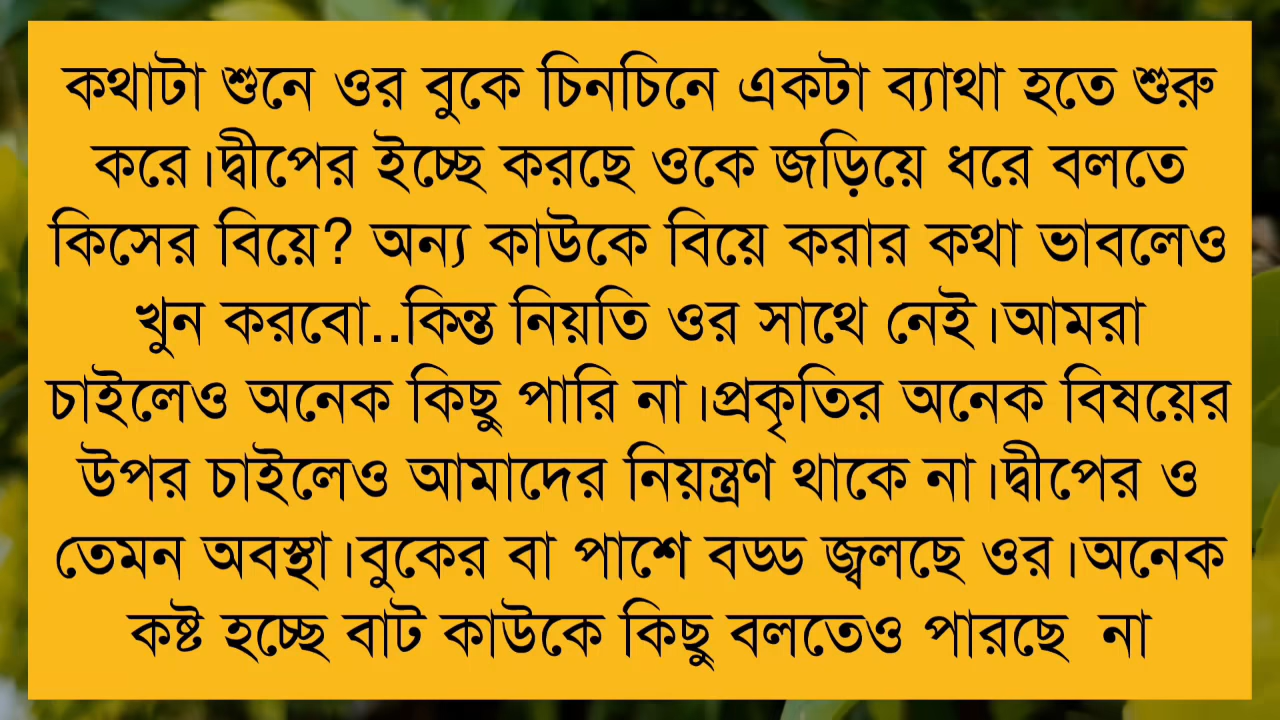 কথাটা শুনে ওর বুকে চিনচিনে একটা ব্যাথা হতে শুরু
করে।দ্বীপের ইচ্ছে করছে ওকে জড়িয়ে ধরে বলতে
কিসের বিয়ে? অন্য কাউকে বিয়ে করার কথা ভাবলেও
খুন করবো..কিন্ত নিয়তি ওর সাথে নেই।আমরা
চাইলেও অনেক কিছু পারি না।প্রকৃতির অনেক বিষয়ের
উপর চাইলেও আমাদের নিয়ন্ত্রণ থাকে না।দ্বীপের ও
তেমন অবস্থা।বুকের বা পাশে বড্ড জ্বলছে ওর।অনেক
কষ্ট হচ্ছে বাট কাউকে কিছু বলতেও পারছে  না